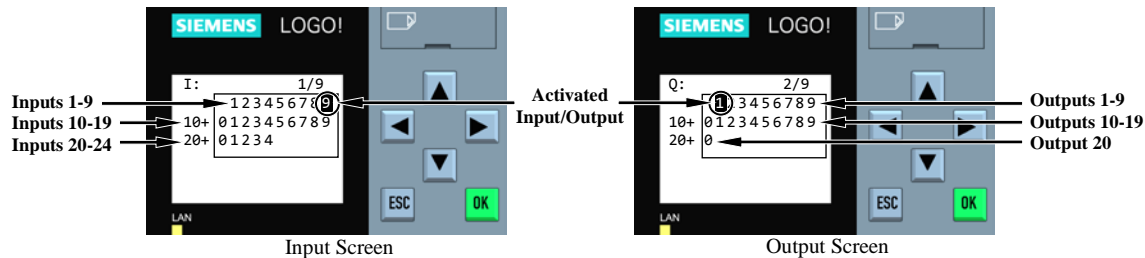 SIEMENS LOGO!
I: 1/9
123456789
10+ 0123456789
20+ 01234
Inputs 1-9
Inputs 10-19
Inputs 20-24
ESC
OK
LAN
Input Screen
Activated
Input/Output
SIEMENS LOGO!
Q: 2/9
123456789
10+ 0123456789
20+ 0
Outputs 1-9
Outputs 10-19
Output 20
ESC
OK
LAN
Output Screen